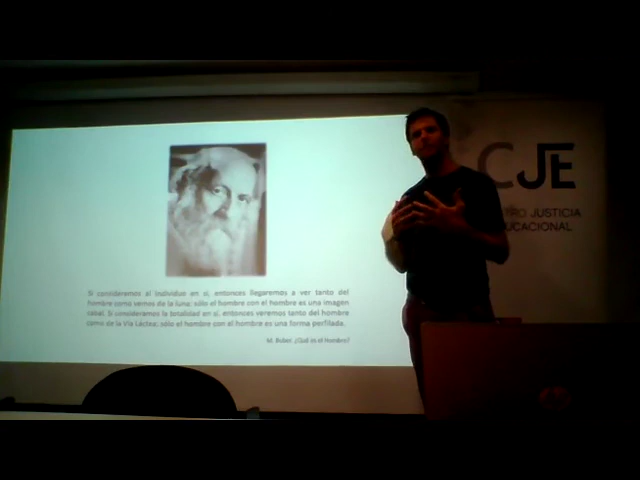 Si consideramos al individuo en sí, entonces llegaremos a ver tanto del
hombre como vemos de la luna; sólo el hombre con el hombre es una imagen
cabal. Si consideramos la totalidad en sí, entonces veremos tanto del hombre
como de la Vía Láctea; sólo el hombre con el hombre es una forma perfilada.
M. Buber. ¿Qué es el Hombre?
CJE
TRO JUSTICIA
DUCACIONAL